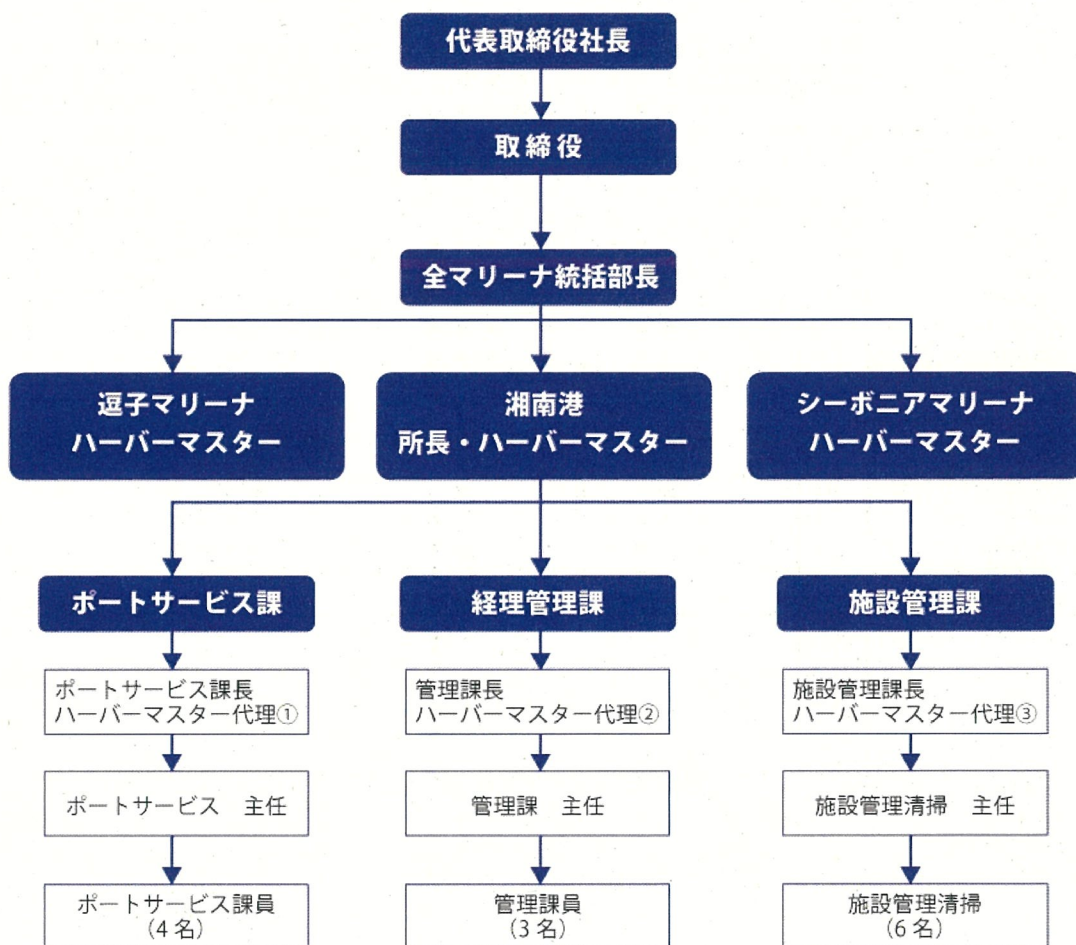 代表取締役社長
取締役
全マリーナ統括部長
逗子マリーナ
ハーバーマスター
湘南港
所長・ハーバーマスター
シーボニアマリーナ
ハーバーマスター
ポートサービス課
経理管理課
施設管理課
ポートサービス課長
ハーバーマスター代理①
管理課長
ハーバーマスター代理②
施設管理課長
ハーバーマスター代理③
ポートサービス　主任
管理課　主任
施設管理清掃　主任
ポートサービス課員
(4 名)
管理課員
(3 名)
施設管理清掃
(6 名)